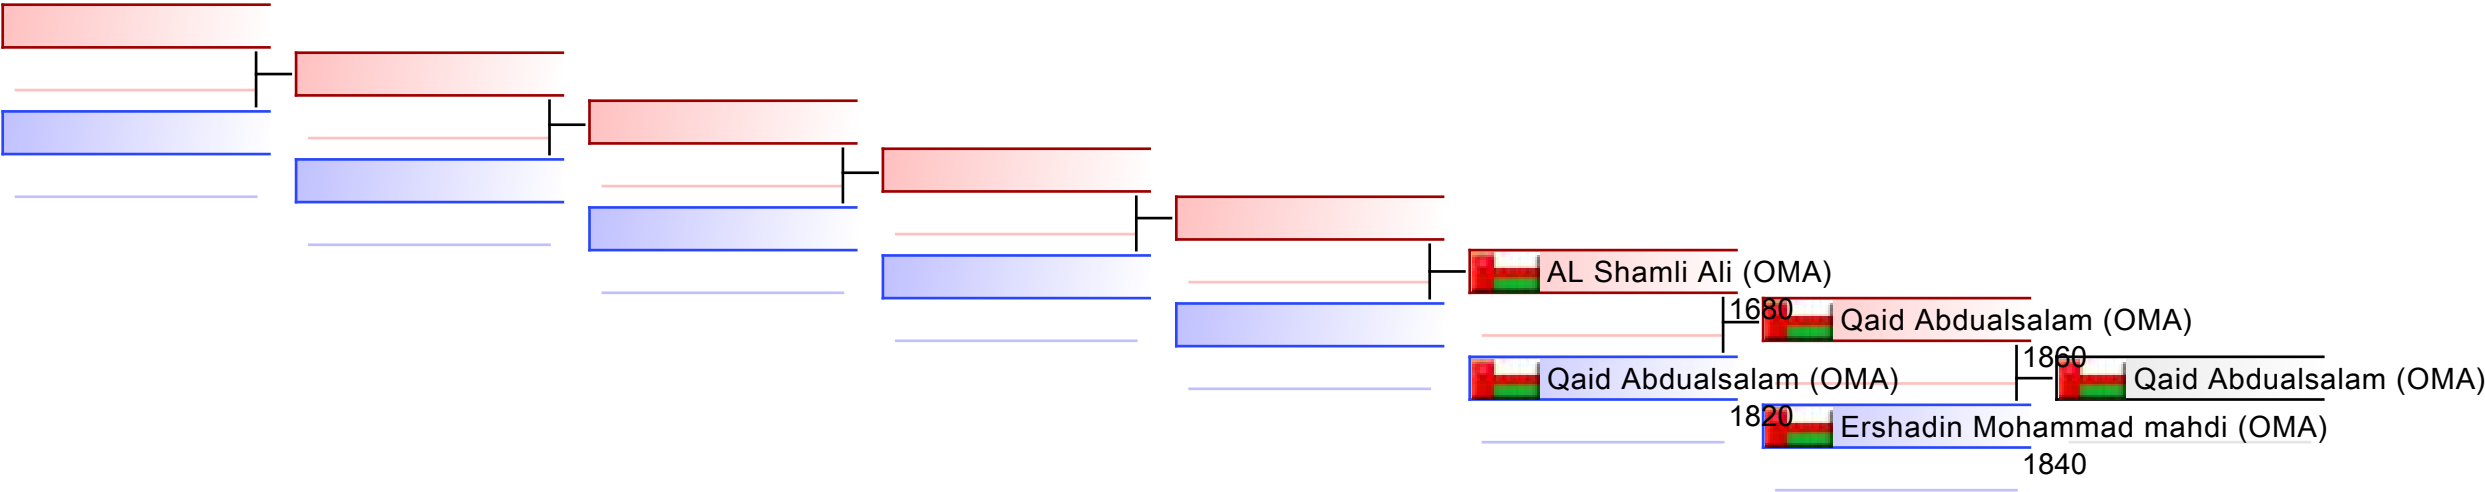 AL Shamli Ali (OMA)
1680
Qaid Abdualsalam (OMA)
1820
Qaid Abdualsalam (OMA)
1860
Ershadin Mohammad mahdi (OMA)
1840
Qaid Abdualsalam (OMA)